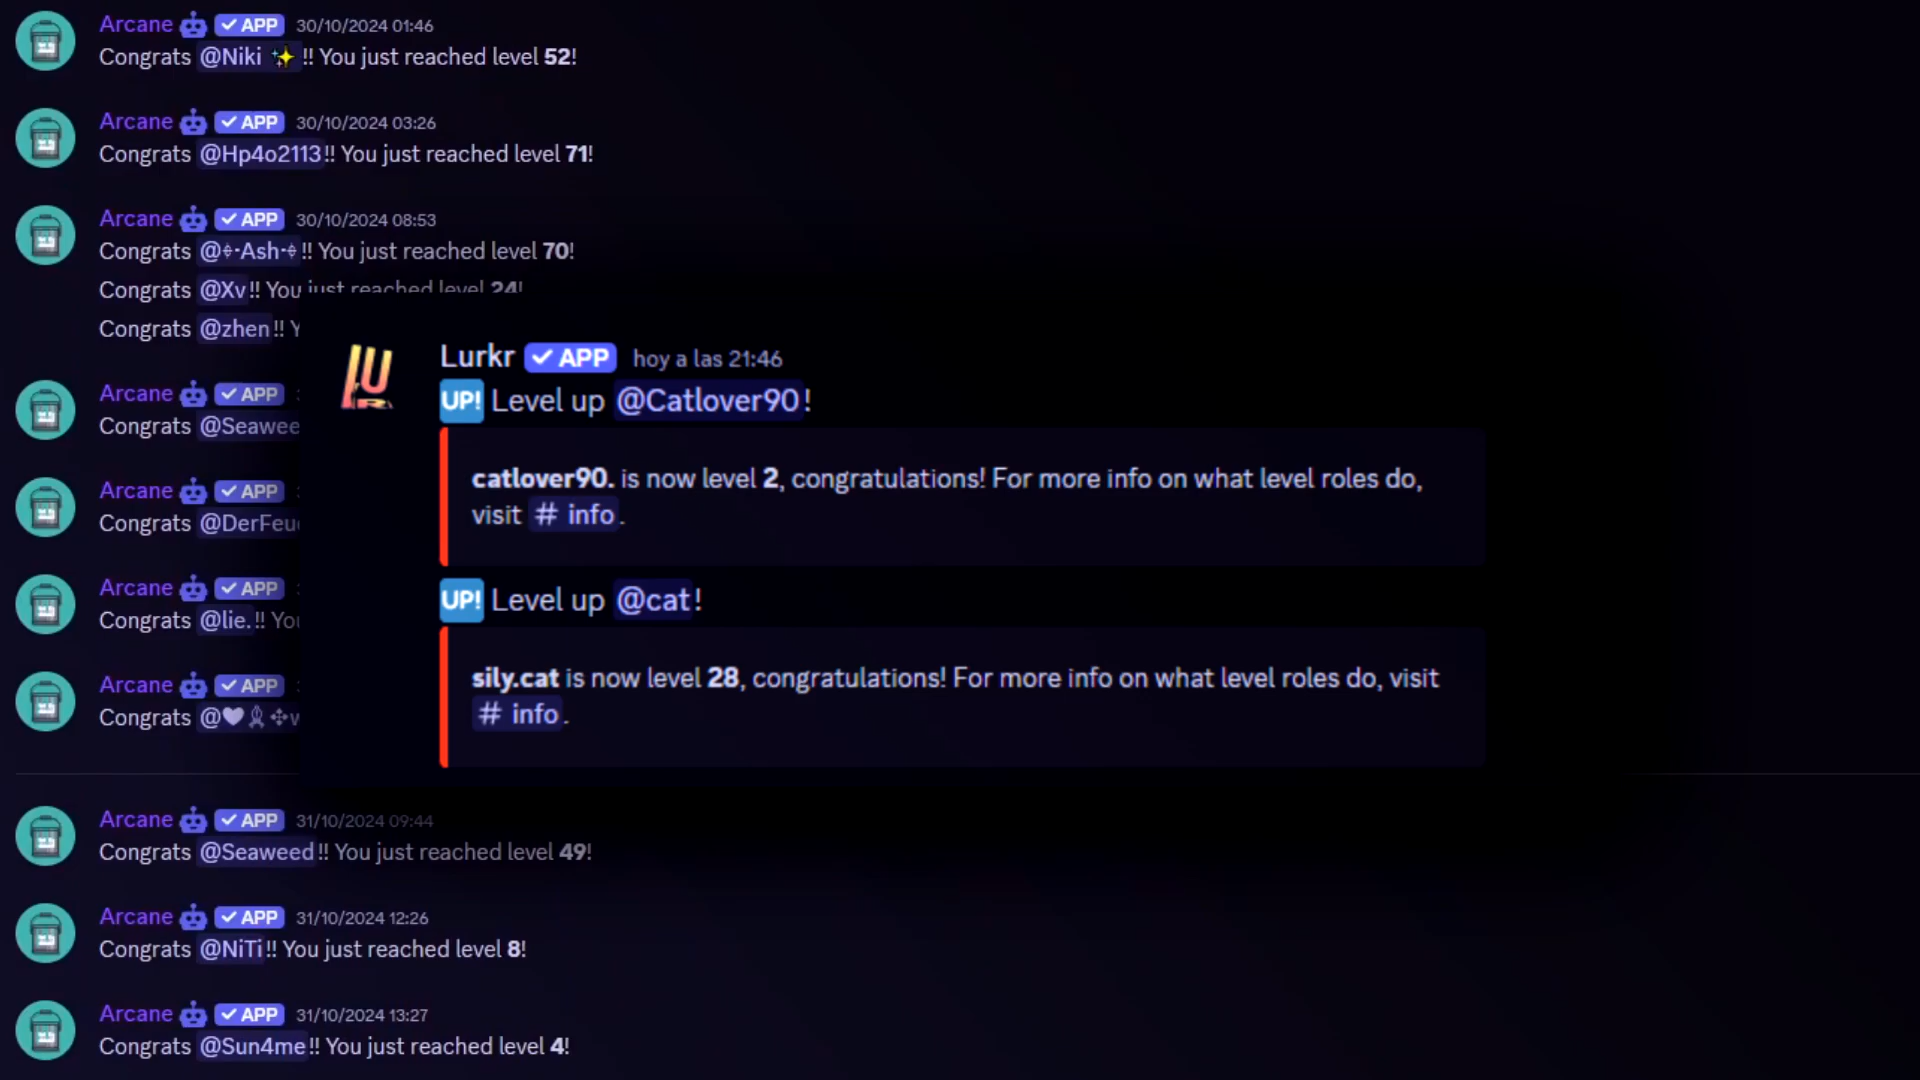 Arcane APP 30/10/2024 01:46
Congrats @Niki ✨!! You just reached level 52!
Arcane APP 30/10/2024 03:26
Congrats @Hp4o2113!! You just reached level 71!
Arcane APP 30/10/2024 08:53
Congrats @⸎-Ash-⸎!! You just reached level 70!
Congrats @Xv!! You just reached level 24!
Congrats @zhen!! Y
Arcane APP
Congrats @Seawee
Arcane APP
Congrats @DerFeu
Arcane APP
Congrats @lie.!! You
Arcane APP
Congrats @
Lurkr APP hoy a las 21:46
UP! Level up @Catlover90!
catlover90. is now level 2, congratulations! For more info on what level roles do,
visit # info.
UP! Level up @cat!
sily.cat is now level 28, congratulations! For more info on what level roles do, visit
# info.
Arcane APP 31/10/2024 09:44
Congrats @Seaweed!! You just reached level 49!
Arcane APP 31/10/2024 12:26
Congrats @NiTi!! You just reached level 8!
Arcane APP 31/10/2024 13:27
Congrats @Sun4me!! You just reached level 4!